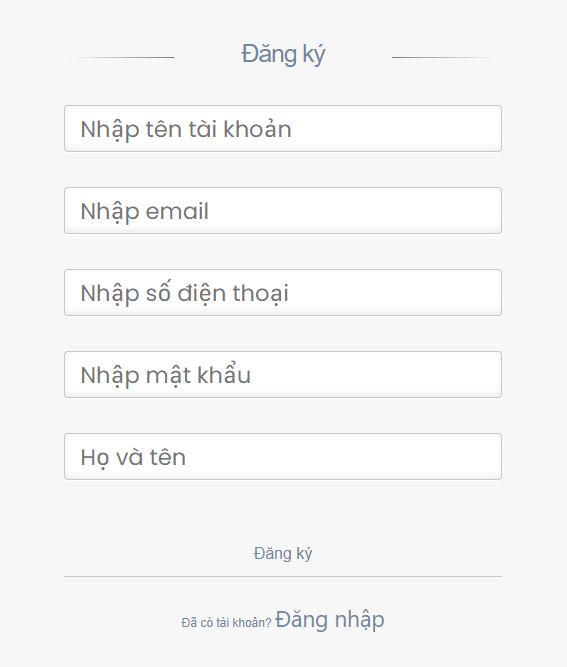 Đăng ký
Nhập tên tài khoản
Nhập email
Nhập số điện thoại
Nhập mật khẩu
Họ và tên
Đăng ký
Đã có tài khoản? Đăng nhập